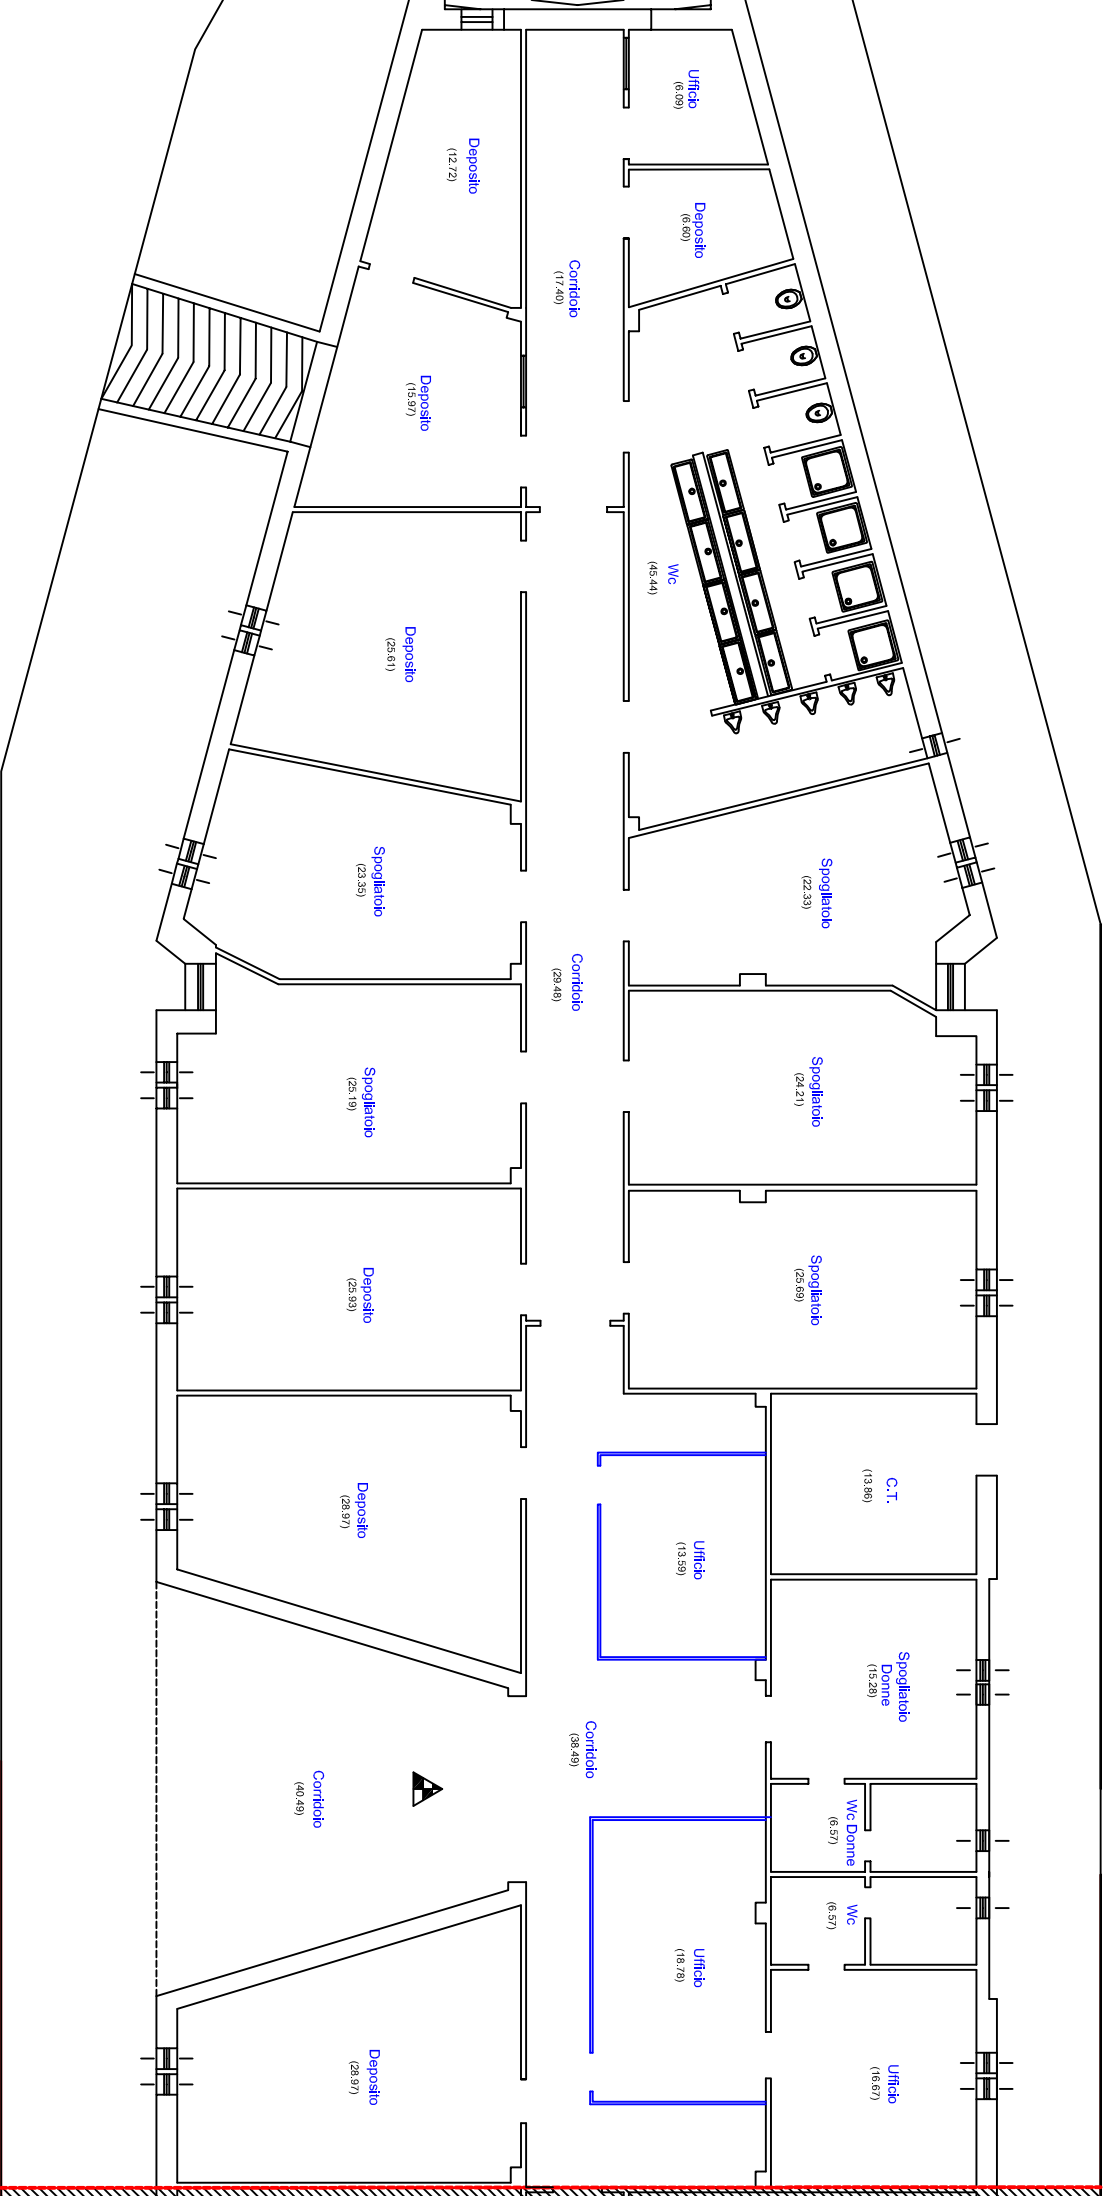 Ufficio
(6.09)
Deposito
(12.72)
Deposito
(6.60)
Corridoio
(17.40)
Deposito
(15.97)
Wc
(45.44)
Deposito
(25.61)
Spogliatoio
(23.35)
Spogliatoio
(22.33)
Corridoio
(29.48)
Spogliatoio
(25.19)
Spogliatoio
(24.21)
Deposito
(25.93)
Spogliatoio
(25.69)
Deposito
(28.97)
C.T.
(13.86)
Ufficio
(13.59)
Spogliatoio
Donne
(15.28)
Corridoio
(38.49)
Corridoio
(40.49)
Wc Donne
(6.57)
Wc
(6.57)
Ufficio
(18.78)
Deposito
(28.97)
Ufficio
(16.67)